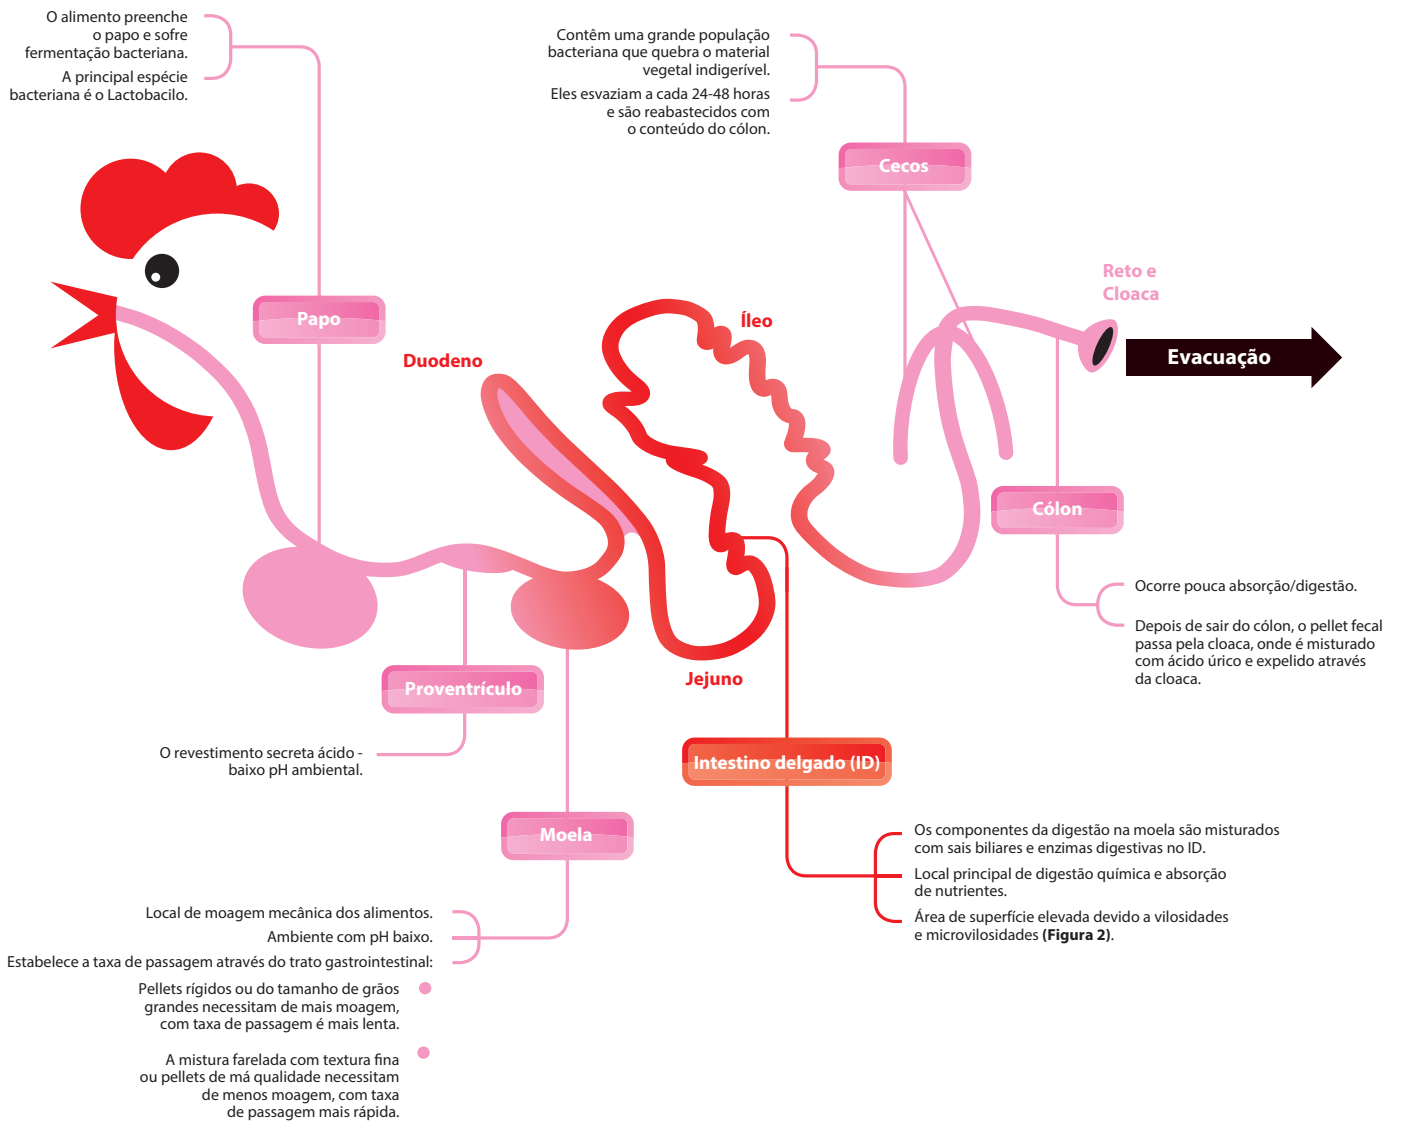 O alimento preenche
o papo e sofre
fermentação bacteriana.
A principal espécie
bacteriana é o Lactobacilo.
Contêm uma grande população
bacteriana que quebra o material
vegetal indigerível.
Eles esvaziam a cada 24-48 horas
e são reabastecidos com
o conteúdo do cólon.
Cecos
Reto e
Cloaca
Papo
Íleo
Duodeno
Evacuação
Cólon
Ocorre pouca absorção/digestão.
Depois de sair do cólon, o pellet fecal
passa pela cloaca, onde é misturado
com ácido úrico e expelido através
da cloaca.
Jejuno
Proventrículo
O revestimento secreta ácido -
baixo pH ambiental.
Intestino delgado (ID)
Moela
Os componentes da digestão na moela são misturados
com sais biliares e enzimas digestivas no ID.
Local principal de digestão química e absorção
de nutrientes.
Área de superfície elevada devido a vilosidades
e microvilosidades (Figura 2).
Local de moagem mecânica dos alimentos.
Ambiente com pH baixo.
Estabelece a taxa de passagem através do trato gastrointestinal:
Pellets rígidos ou do tamanho de grãos
grandes necessitam de mais moagem,
com taxa de passagem é mais lenta.
A mistura farelada com textura fina
ou pellets de má qualidade necessitam
de menos moagem, com taxa
de passagem mais rápida.